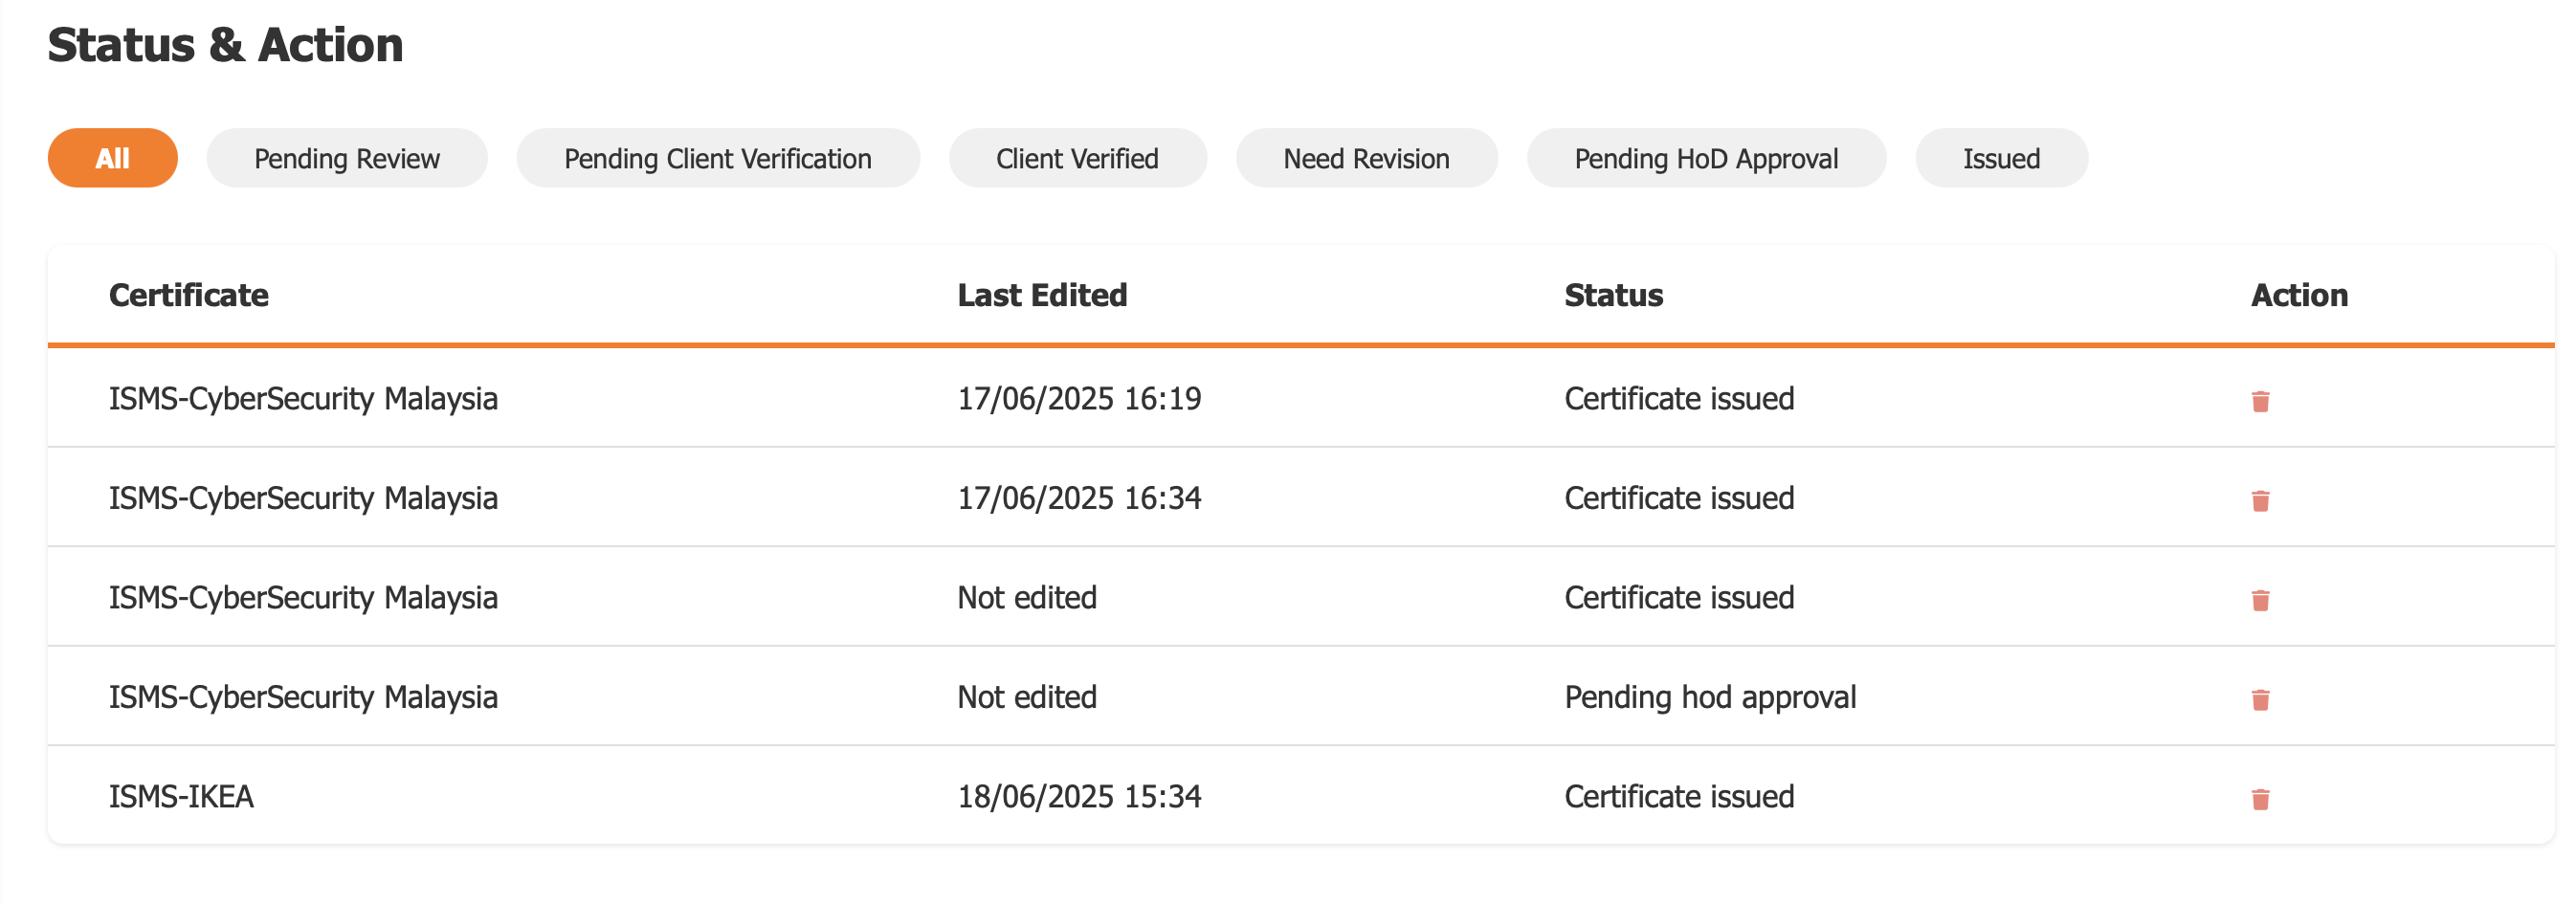 Status & Action
All Pending Review Pending Client Verification Client Verified Need Revision Pending HoD Approval Issued
Certificate Last Edited Status Action
ISMS-CyberSecurity Malaysia 17/06/2025 16:19 Certificate issued
ISMS-CyberSecurity Malaysia 17/06/2025 16:34 Certificate issued
ISMS-CyberSecurity Malaysia Not edited Certificate issued
ISMS-CyberSecurity Malaysia Not edited Pending hod approval
ISMS-IKEA 18/06/2025 15:34 Certificate issued